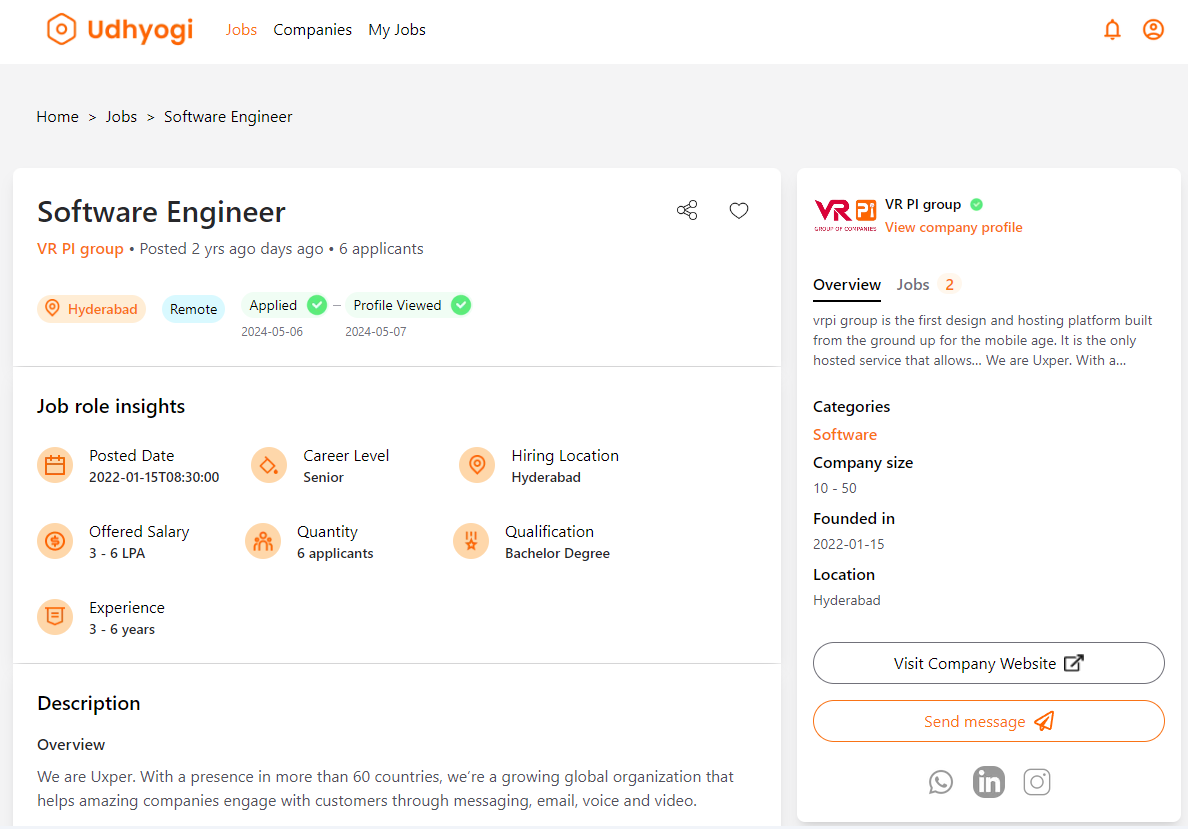 Udhyogi
Jobs Companies My Jobs
Home > Jobs > Software Engineer
Software Engineer
VR PI group • Posted 2 yrs ago days ago • 6 applicants
Hyderabad Remote Applied – Profile Viewed
2024-05-06 2024-05-07
Job role insights
Posted Date
2022-01-15T08:30:00
Career Level
Senior
Hiring Location
Hyderabad
Offered Salary
3 - 6 LPA
Quantity
6 applicants
Qualification
Bachelor Degree
Experience
3 - 6 years
Description
Overview
We are Uxper. With a presence in more than 60 countries, we’re a growing global organization that
helps amazing companies engage with customers through messaging, email, voice and video.
VR Pi
GROUP OF COMPANIES
VR PI group
View company profile
Overview Jobs 2
vrpi group is the first design and hosting platform built
from the ground up for the mobile age. It is the only
hosted service that allows... We are Uxper. With a...
Categories
Software
Company size
10 - 50
Founded in
2022-01-15
Location
Hyderabad
Visit Company Website
Send message
in